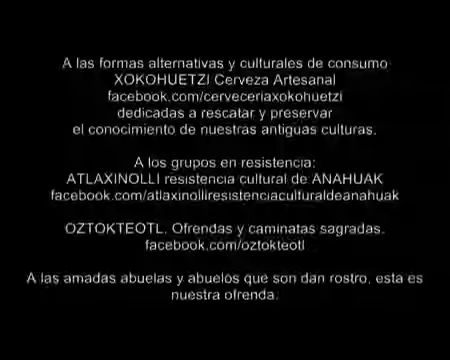 A las formas alternativas y culturales de consumo
XOKOHUETZI Cerveza Artesanal
facebook.com/cerveceriaxokohuetzi
dedicadas a rescatar y preservar
el conocimiento de nuestras antiguas culturas.
A los grupos en resistencia:
ATLAXINOLLI resistencia cultural de ANAHUAK
facebook.com/atlaxinolliresistenciaculturaldeanahuak
OZTOKTEOTL. Ofrendas y caminatas sagradas.
facebook.com/oztokteotl
A las amadas abuelas y abuelos que son dan rostro, esta es
nuestra ofrenda.